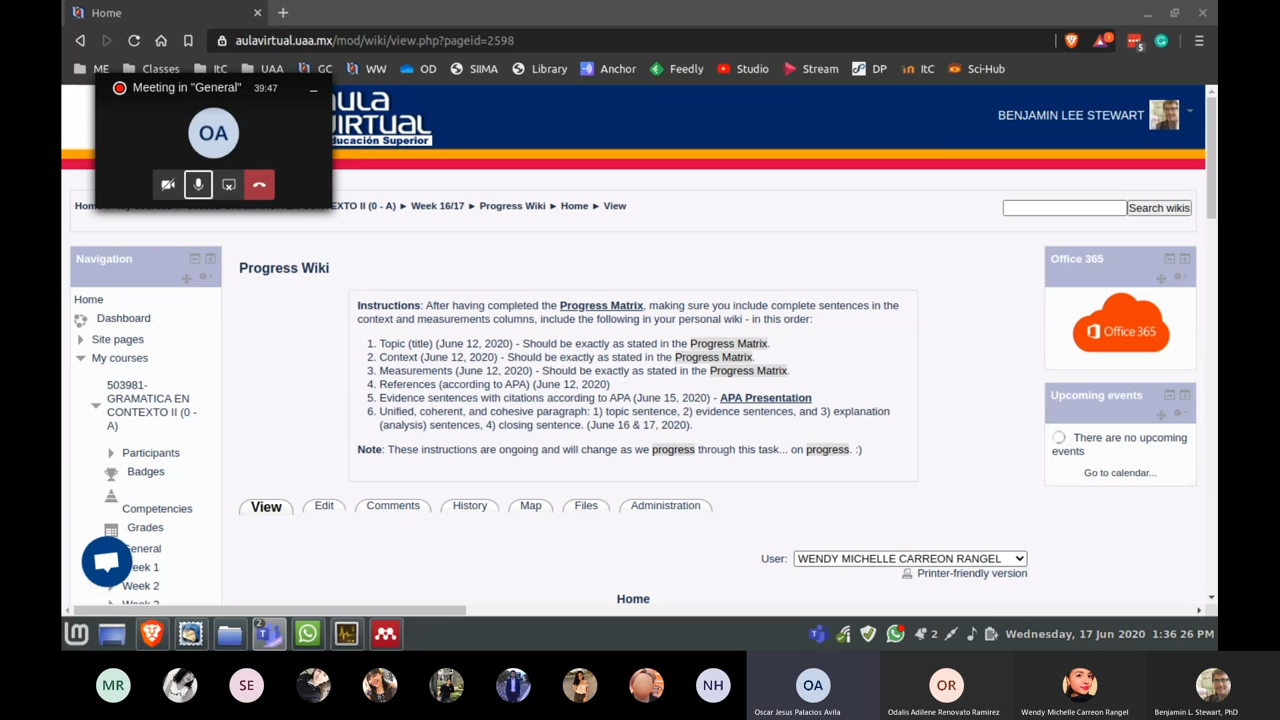 Home
aulavirtual.uaa.mx/mod/wiki/view.php?pageid=2598
ME Classes ItC UAA GC WW OD SIIMA Library Anchor Feedly Studio Stream DP ItC Sci-Hub
Meeting in "General" 39:47
OA
AULA
VIRTUAL
Educación Superior
BENJAMIN LEE STEWART
CONTEXTO II (0 - A) ► Week 16/17 ► Progress Wiki ► Home ► View
Search wikis
Navigation
Home
Dashboard
Site pages
My courses
503981-
GRAMATICA EN
CONTEXTO II (0 -
A)
Participants
Badges
Competencies
Grades
General
Week 1
Week 2
Progress Wiki
Instructions: After having completed the Progress Matrix, making sure you include complete sentences in the
context and measurements columns, include the following in your personal wiki - in this order:
1. Topic (title) (June 12, 2020) - Should be exactly as stated in the Progress Matrix.
2. Context (June 12, 2020) - Should be exactly as stated in the Progress Matrix.
3. Measurements (June 12, 2020) - Should be exactly as stated in the Progress Matrix.
4. References (according to APA) (June 12, 2020)
5. Evidence sentences with citations according to APA (June 15, 2020) - APA Presentation
6. Unified, coherent, and cohesive paragraph: 1) topic sentence, 2) evidence sentences, and 3) explanation
(analysis) sentences, 4) closing sentence. (June 16 & 17, 2020).
Note: These instructions are ongoing and will change as we progress through this task... on progress. :)
View Edit Comments History Map Files Administration
User: WENDY MICHELLE CARREON RANGEL
Printer-friendly version
Home
Office 365
Office 365
Upcoming events
There are no upcoming
events
Go to calendar...
2 Wednesday, 17 Jun 2020 1:36:26 PM
MR SE NH OA OR
Oscar Jesus Palacios Avila Odalis Adilene Renovato Ramirez Wendy Michelle Carreon Rangel Benjamin L. Stewart, PhD